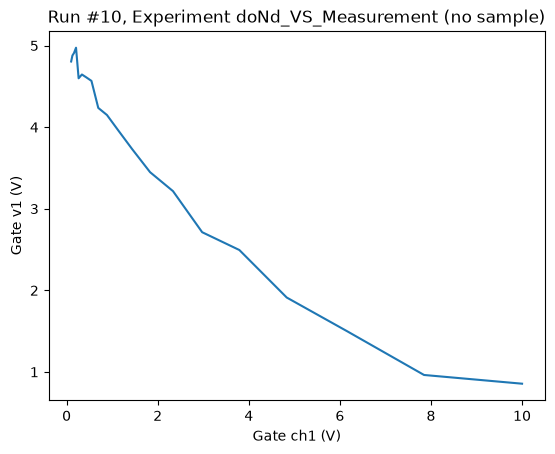 Run #10, Experiment doNd_VS_Measurement (no sample)
5
4
3
2
1
Gate v1 (V)
0 2 4 6 8 10
Gate ch1 (V)